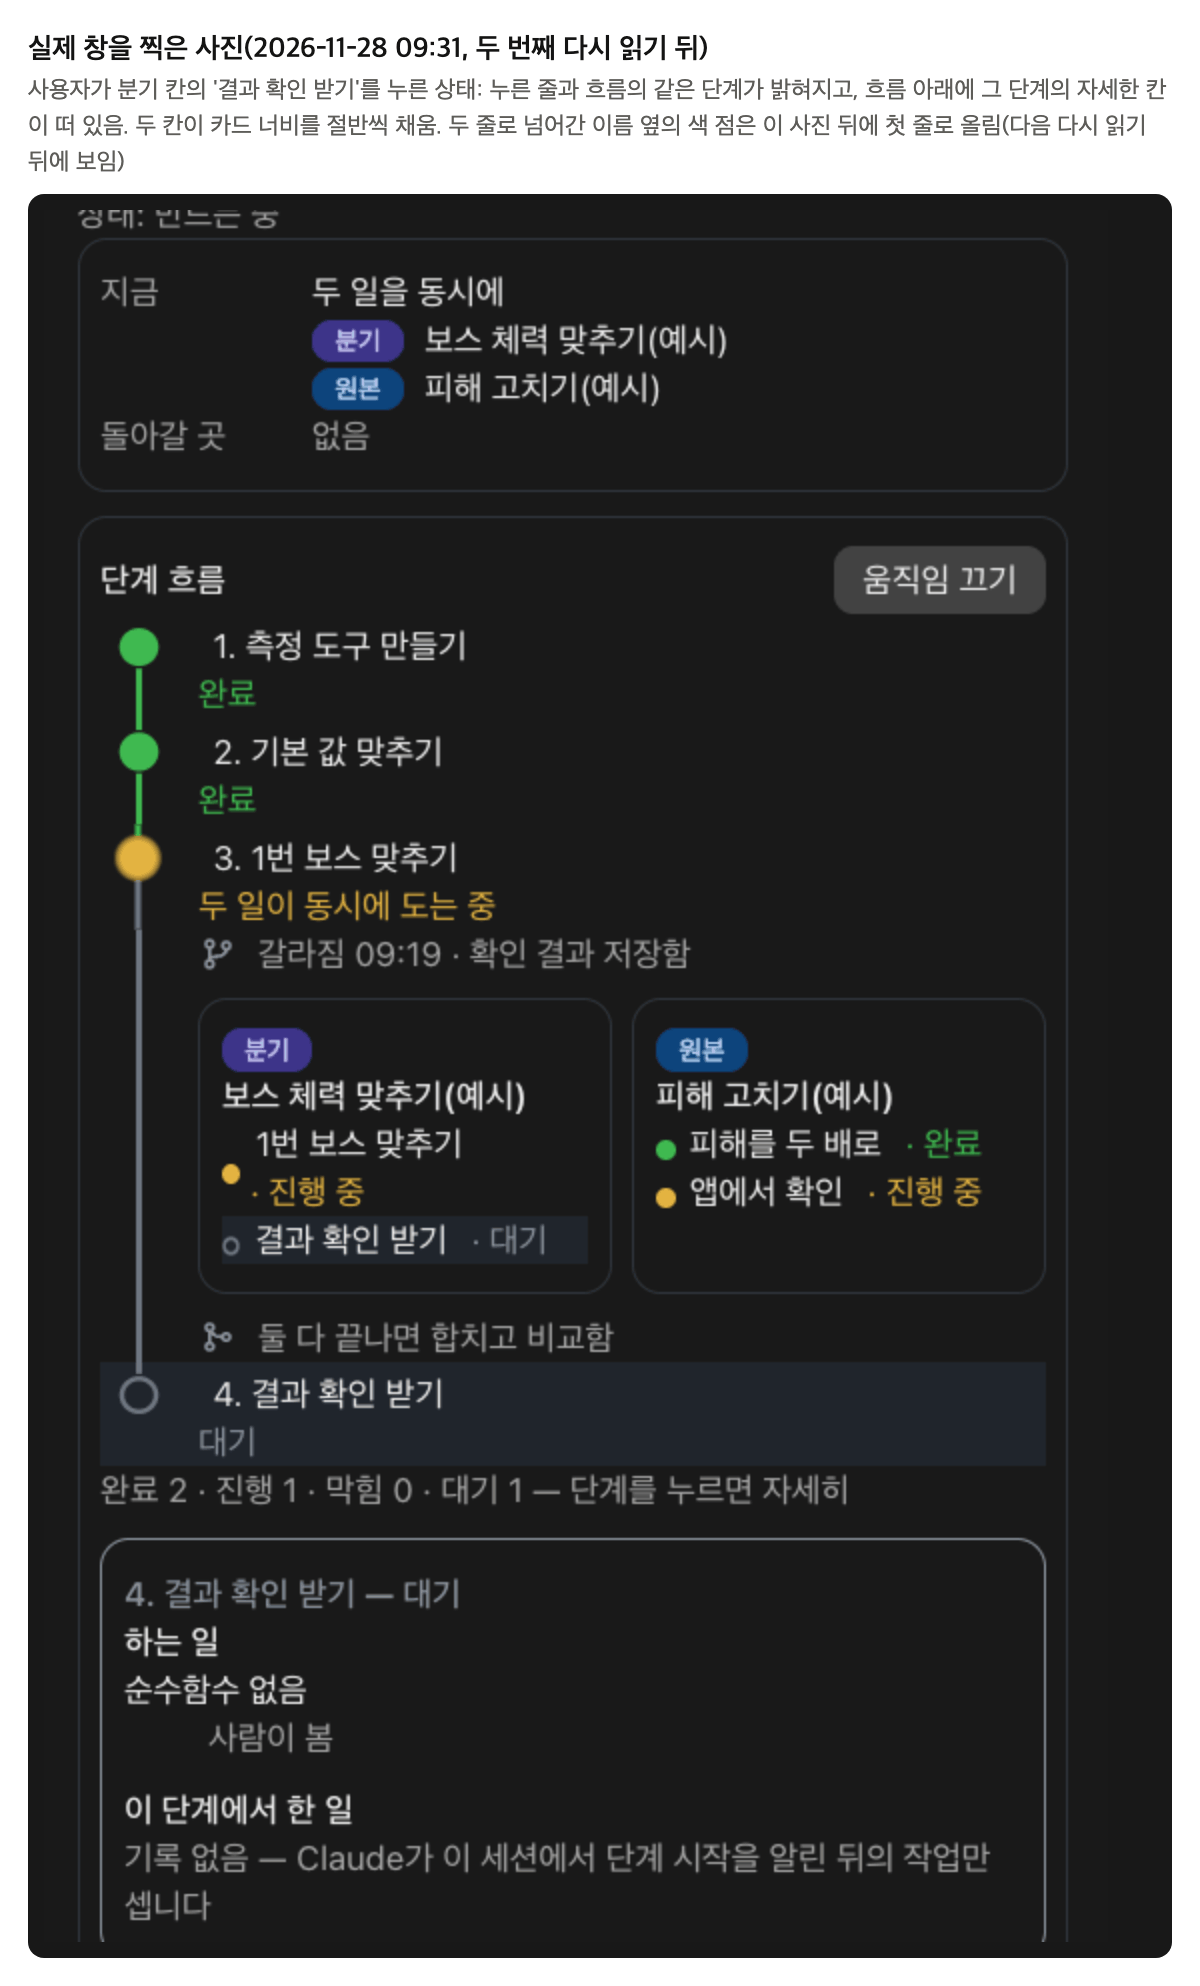 실제 창을 찍은 사진(2026-11-28 09:31, 두 번째 다시 읽기 뒤)
사용자가 분기 칸의 '결과 확인 받기'를 누른 상태: 누른 줄과 흐름의 같은 단계가 밝혀지고, 흐름 아래에 그 단계의 자세한 칸
이 떠 있음. 두 칸이 카드 너비를 절반씩 채움. 두 줄로 넘어간 이름 옆의 색 점은 이 사진 뒤에 첫 줄로 올림(다음 다시 읽기
뒤에 보임)
상태: 만드는 중
지금 두 일을 동시에
분기 보스 체력 맞추기(예시)
원본 피해 고치기(예시)
돌아갈 곳 없음
단계 흐름 움직임 끄기
1. 측정 도구 만들기
완료
2. 기본 값 맞추기
완료
3. 1번 보스 맞추기
두 일이 동시에 도는 중
갈라짐 09:19 · 확인 결과 저장함
분기
보스 체력 맞추기(예시)
1번 보스 맞추기
· 진행 중
결과 확인 받기 · 대기
원본
피해 고치기(예시)
피해를 두 배로 · 완료
앱에서 확인 · 진행 중
둘 다 끝나면 합치고 비교함
4. 결과 확인 받기
대기
완료 2 · 진행 1 · 막힘 0 · 대기 1 — 단계를 누르면 자세히
4. 결과 확인 받기 — 대기
하는 일
순수함수 없음
사람이 봄
이 단계에서 한 일
기록 없음 — Claude가 이 세션에서 단계 시작을 알린 뒤의 작업만
셉니다